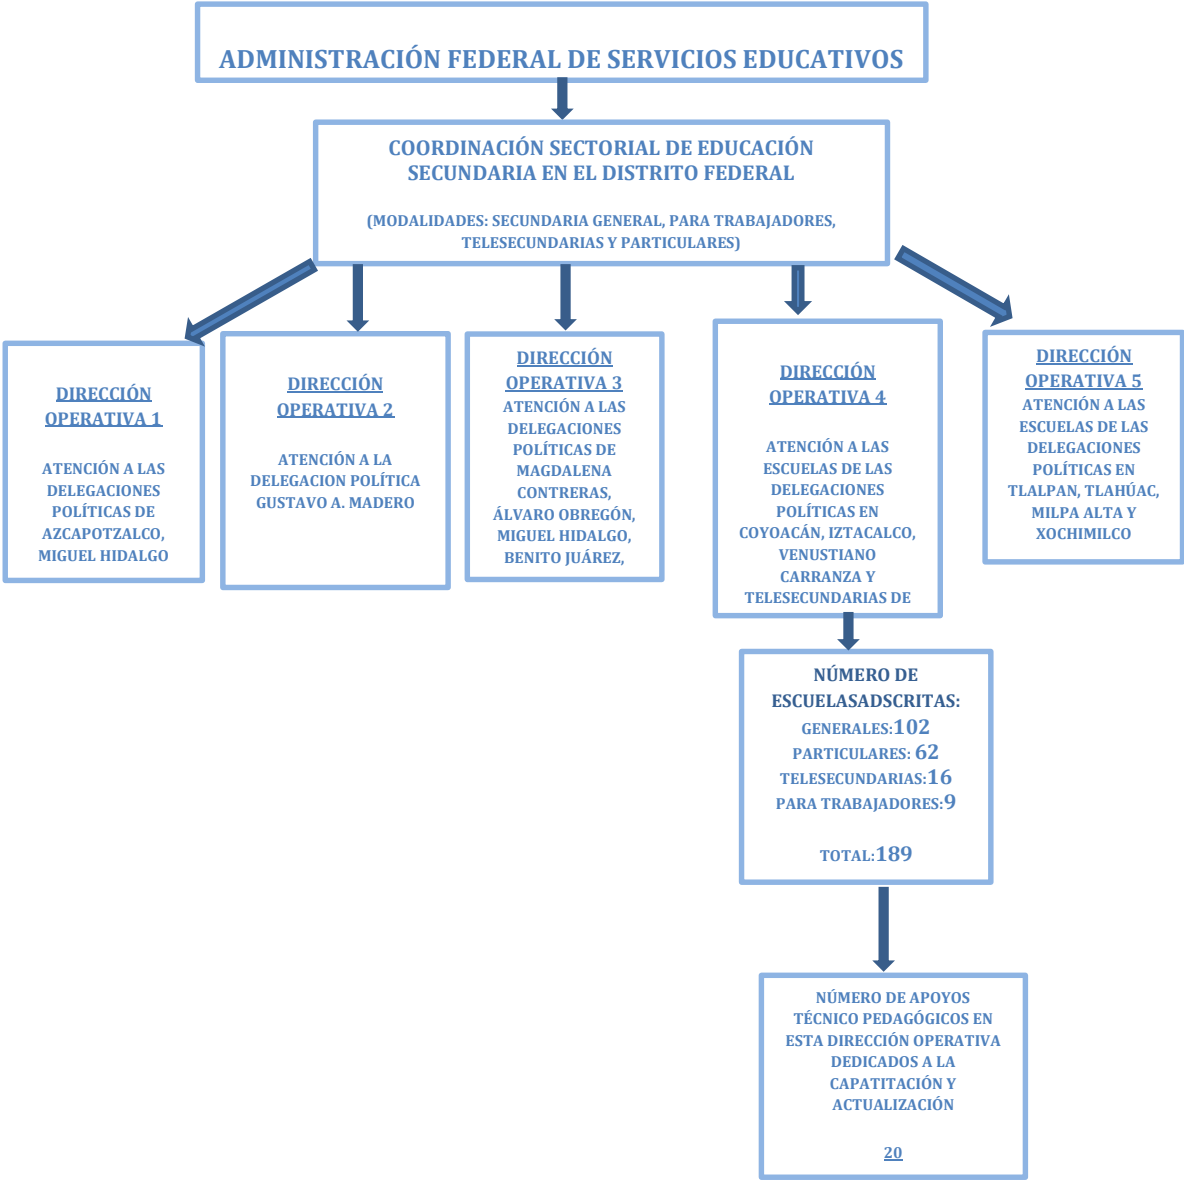 ADMINISTRACIÓN FEDERAL DE SERVICIOS EDUCATIVOS
COORDINACIÓN SECTORIAL DE EDUCACIÓN
SECUNDARIA EN EL DISTRITO FEDERAL
(MODALIDADES: SECUNDARIA GENERAL, PARA TRABAJADORES,
TELESECUNDARIAS Y PARTICULARES)
DIRECCIÓN
OPERATIVA 1
ATENCIÓN A LAS
DELEGACIONES
POLÍTICAS DE
AZCAPOTZALCO,
MIGUEL HIDALGO
DIRECCIÓN
OPERATIVA 2
ATENCIÓN A LA
DELEGACION POLÍTICA
GUSTAVO A. MADERO
DIRECCIÓN
OPERATIVA 3
ATENCIÓN A LAS
DELEGACIONES
POLÍTICAS DE
MAGDALENA
CONTRERAS,
ÁLVARO OBREGÓN,
MIGUEL HIDALGO,
BENITO JUÁREZ,
DIRECCIÓN
OPERATIVA 4
ATENCIÓN A LAS
ESCUELAS DE LAS
DELEGACIONES
POLÍTICAS EN
COYOACÁN, IZTACALCO,
VENUSTIANO
CARRANZA Y
TELESECUNDARIAS DE
DIRECCIÓN
OPERATIVA 5
ATENCIÓN A LAS
ESCUELAS DE LAS
DELEGACIONES
POLÍTICAS EN
TLALPAN, TLAHÚAC,
MILPA ALTA Y
XOCHIMILCO
NÚMERO DE
ESCUELASADSCRITAS:
GENERALES:102
PARTICULARES: 62
TELESECUNDARIAS:16
PARA TRABAJADORES:9
TOTAL:189
NÚMERO DE APOYOS
TÉCNICO PEDAGÓGICOS EN
ESTA DIRECCIÓN OPERATIVA
DEDICADOS A LA
CAPATITACIÓN Y
ACTUALIZACIÓN
20